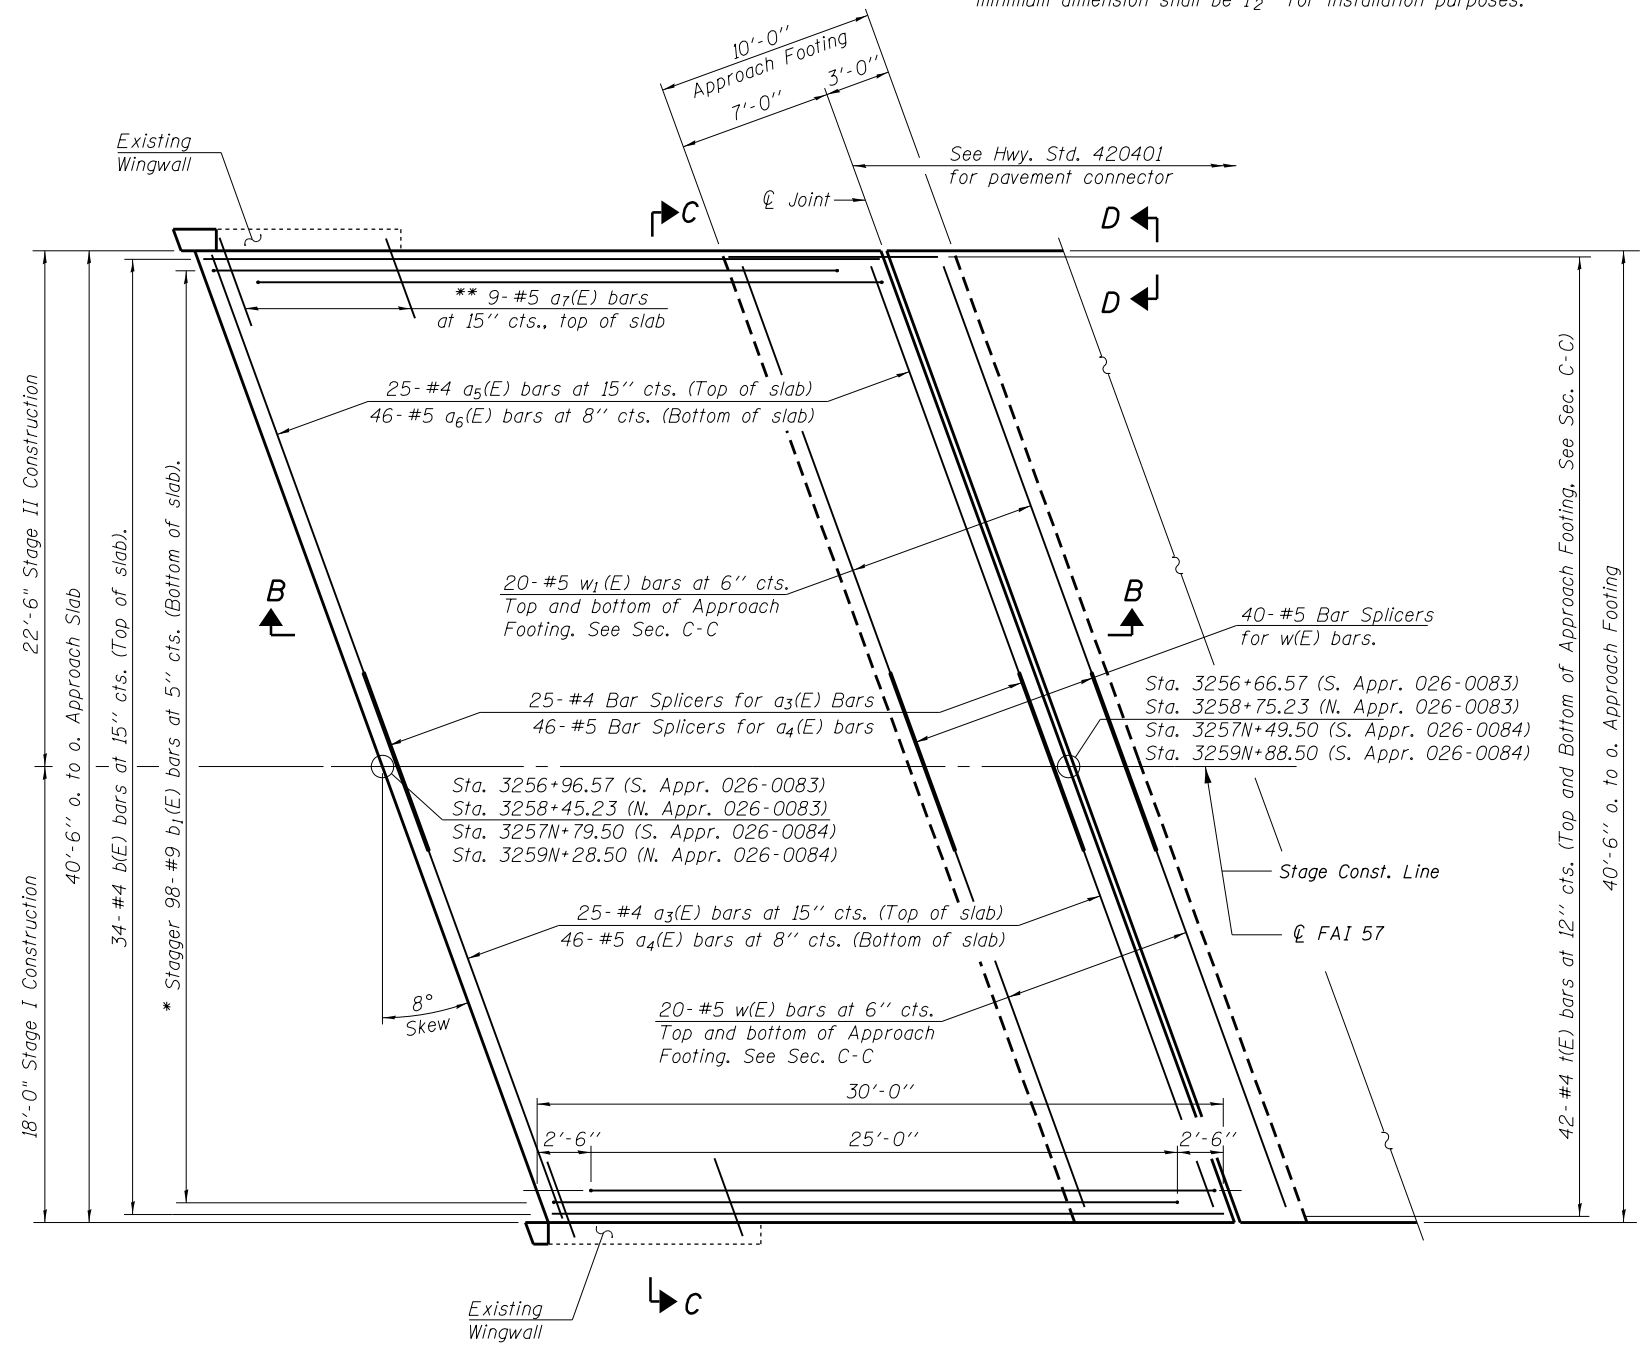 minimum dimension shall be 1½" for installation purposes.
10'-0"
Approach Footing
3'-0"
7'-0"
Existing
Wingwall
See Hwy. Std. 420401
for pavement connector
℄ Joint
C
D
D
** 9-#5 a7(E) bars
at 15" cts., top of slab
25-#4 a5(E) bars at 15" cts. (Top of slab)
46-#5 a6(E) bars at 8" cts. (Bottom of slab)
22'-6" Stage II Construction
40'-6" o. to o. Approach Slab
34-#4 b(E) bars at 15" cts. (Top of slab).
* Stagger 98-#9 b1(E) bars at 5" cts. (Bottom of slab).
18'-0" Stage I Construction
B
B
20-#5 w1(E) bars at 6" cts.
Top and bottom of Approach
Footing. See Sec. C-C
40-#5 Bar Splicers
for w(E) bars.
25-#4 Bar Splicers for a3(E) Bars
46-#5 Bar Splicers for a4(E) bars
Sta. 3256+66.57 (S. Appr. 026-0083)
Sta. 3258+75.23 (N. Appr. 026-0083)
Sta. 3257N+49.50 (S. Appr. 026-0084)
Sta. 3259N+88.50 (S. Appr. 026-0084)
Sta. 3256+96.57 (S. Appr. 026-0083)
Sta. 3258+45.23 (N. Appr. 026-0083)
Sta. 3257N+79.50 (S. Appr. 026-0084)
Sta. 3259N+28.50 (N. Appr. 026-0084)
Stage Const. Line
℄ FAI 57
25-#4 a3(E) bars at 15" cts. (Top of slab)
46-#5 a4(E) bars at 8" cts. (Bottom of slab)
8°
Skew
20-#5 w(E) bars at 6" cts.
Top and bottom of Approach
Footing. See Sec. C-C
30'-0"
2'-6"
25'-0"
2'-6"
42-#4 t(E) bars at 12" cts. (Top and Bottom of Approach Footing, See Sec. C-C)
40'-6" o. to o. Approach Footing
Existing
Wingwall
C